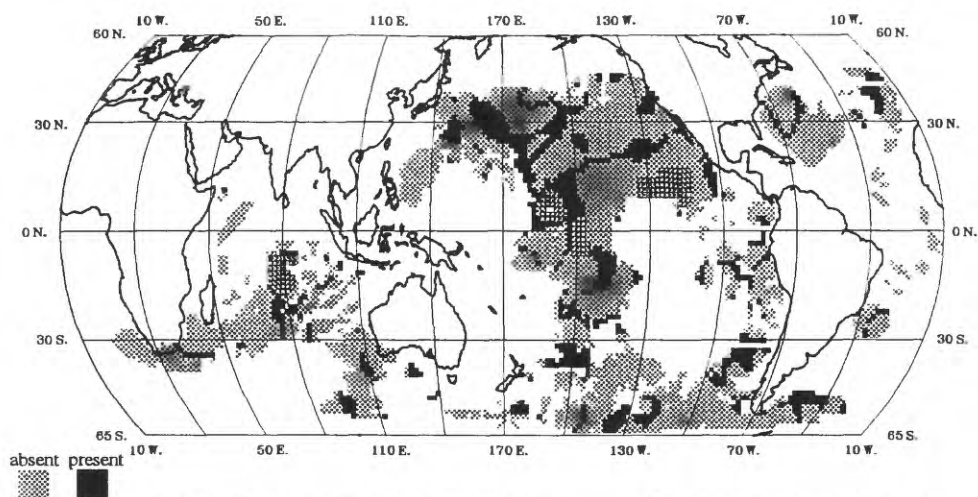 10 W. 50 E. 110 E. 170 E. 130 W. 70 W. 10 W.
60 N. 60 N.
30 N. 30 N.
0 N. 0 N.
30 S. 30 S.
65 S. 65 S.
10 W. 50 E. 110 E. 170 E. 130 W. 70 W. 10 W.
absent present